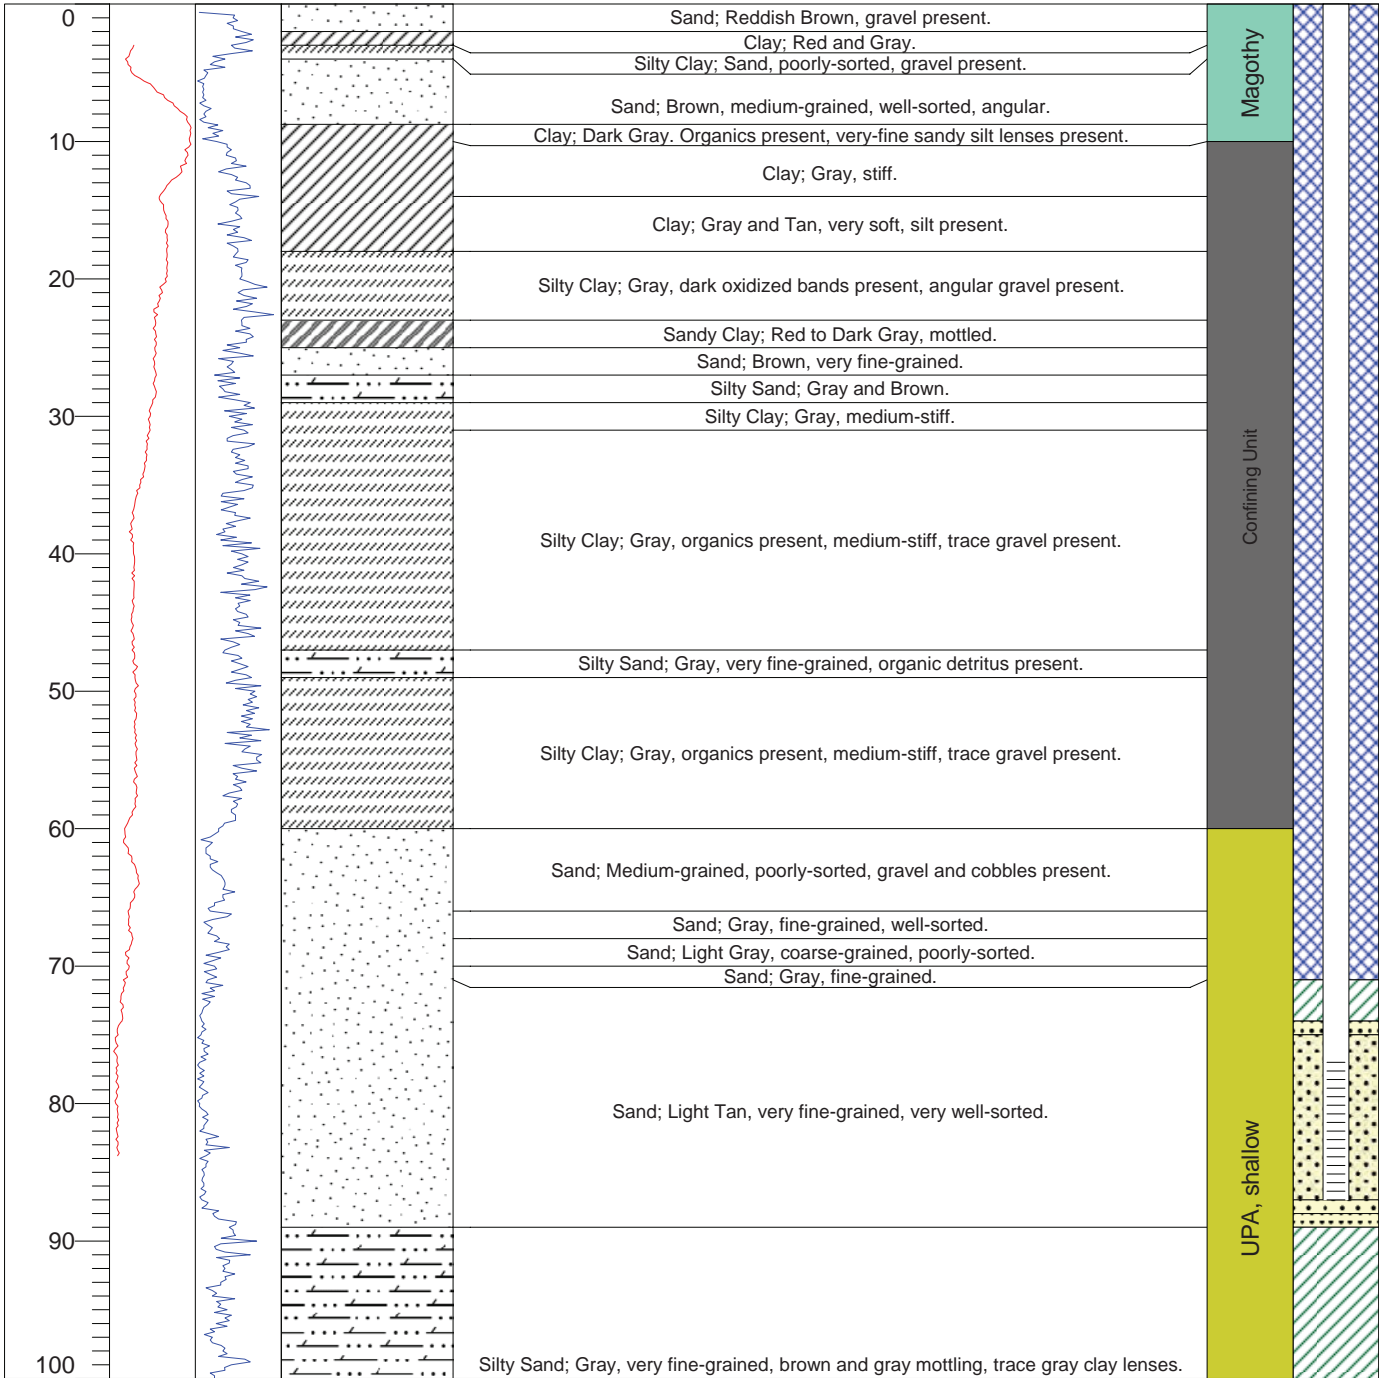 0
10
20
30
40
50
60
70
80
90
100
Sand; Reddish Brown, gravel present.
Clay; Red and Gray.
Silty Clay; Sand, poorly-sorted, gravel present.
Sand; Brown, medium-grained, well-sorted, angular.
Clay; Dark Gray. Organics present, very-fine sandy silt lenses present.
Clay; Gray, stiff.
Clay; Gray and Tan, very soft, silt present.
Silty Clay; Gray, dark oxidized bands present, angular gravel present.
Sandy Clay; Red to Dark Gray, mottled.
Sand; Brown, very fine-grained.
Silty Sand; Gray and Brown.
Silty Clay; Gray, medium-stiff.
Silty Clay; Gray, organics present, medium-stiff, trace gravel present.
Silty Sand; Gray, very fine-grained, organic detritus present.
Silty Clay; Gray, organics present, medium-stiff, trace gravel present.
Sand; Medium-grained, poorly-sorted, gravel and cobbles present.
Sand; Gray, fine-grained, well-sorted.
Sand; Light Gray, coarse-grained, poorly-sorted.
Sand; Gray, fine-grained.
Sand; Light Tan, very fine-grained, very well-sorted.
Silty Sand; Gray, very fine-grained, brown and gray mottling, trace gray clay lenses.
Magothy
Confining Unit
UPA, shallow